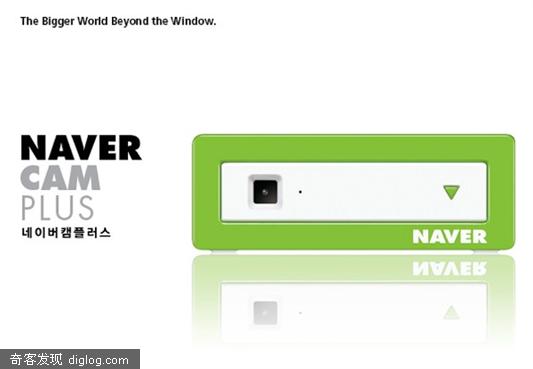 The Bigger World Beyond the Window.
NAVER
CAM
PLUS
네이버캠플러스
NAVER
奇客发现 diglog.com